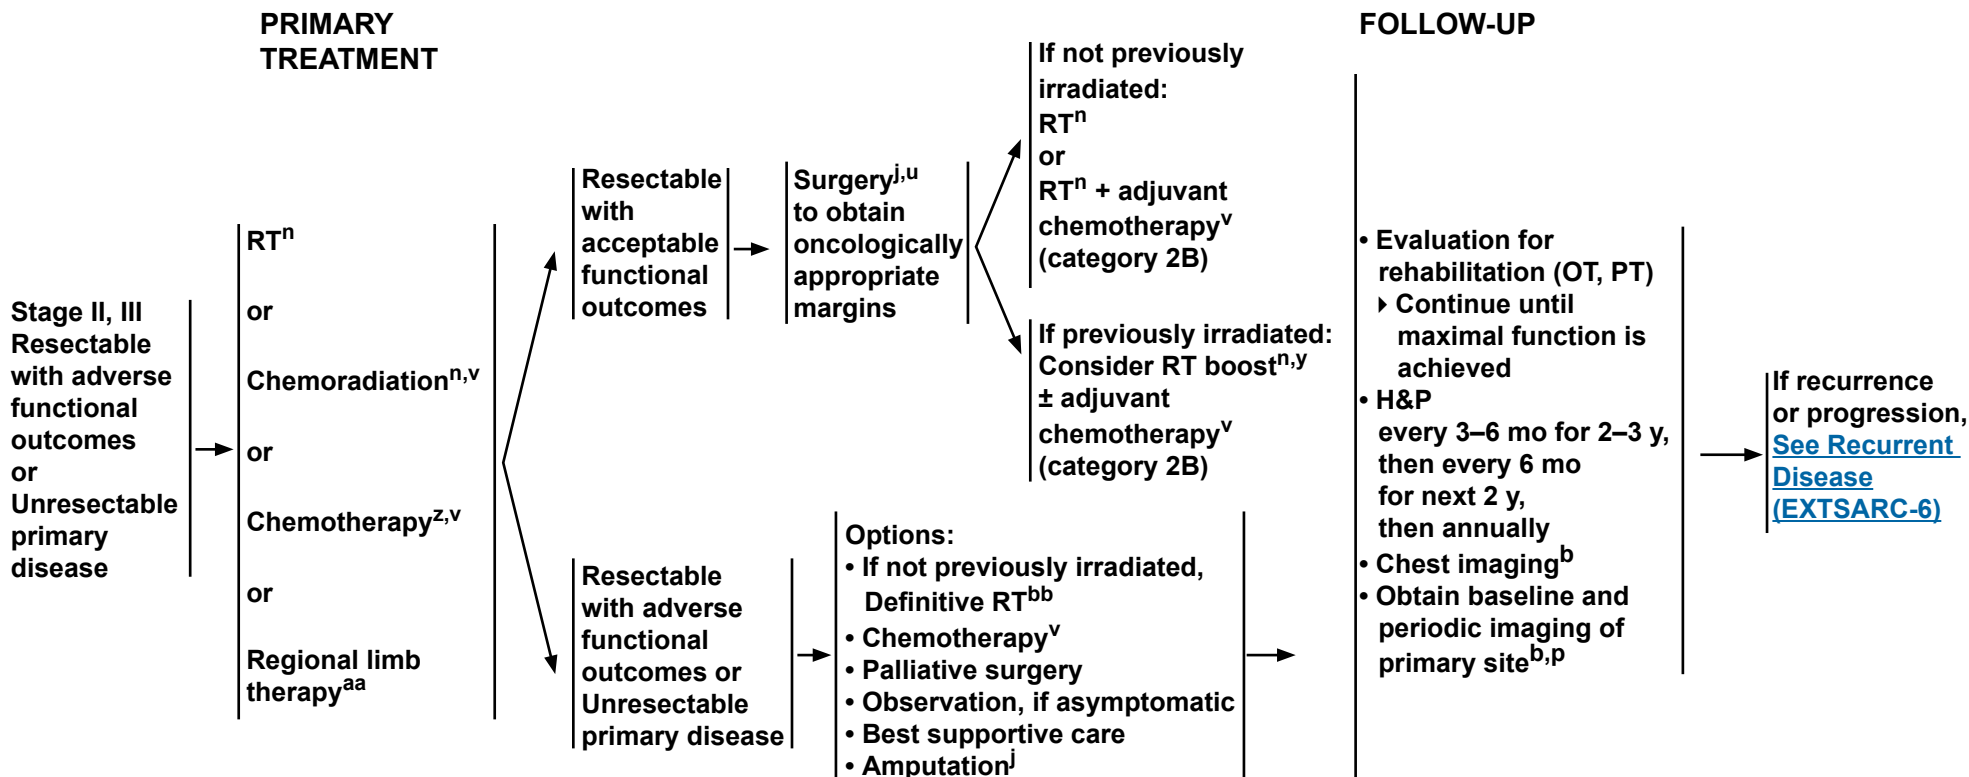 PRIMARY
TREATMENT
FOLLOW-UP
Stage II, III
Resectable
with adverse
functional
outcomes
or
Unresectable
primary
disease
RTⁿ
or
Chemoradiationⁿ,ᵛ
or
Chemotherapyᶻ,ᵛ
or
Regional limb
therapyᵃᵃ
Resectable
with
acceptable
functional
outcomes
Surgeryʲ,ᵘ
to obtain
oncologically
appropriate
margins
If not previously
irradiated:
RTⁿ
or
RTⁿ + adjuvant
chemotherapyᵛ
(category 2B)
If previously irradiated:
Consider RT boostⁿ,ʸ
± adjuvant
chemotherapyᵛ
(category 2B)
Resectable
with adverse
functional
outcomes or
Unresectable
primary disease
Options:
• If not previously irradiated,
Definitive RTᵇᵇ
• Chemotherapyᵛ
• Palliative surgery
• Observation, if asymptomatic
• Best supportive care
• Amputationʲ
• Evaluation for
rehabilitation (OT, PT)
▸ Continue until
maximal function is
achieved
• H&P
every 3–6 mo for 2–3 y,
then every 6 mo
for next 2 y,
then annually
• Chest imagingᵇ
• Obtain baseline and
periodic imaging of
primary siteᵇ,ᵖ
If recurrence
or progression,
See Recurrent
Disease
(EXTSARC-6)